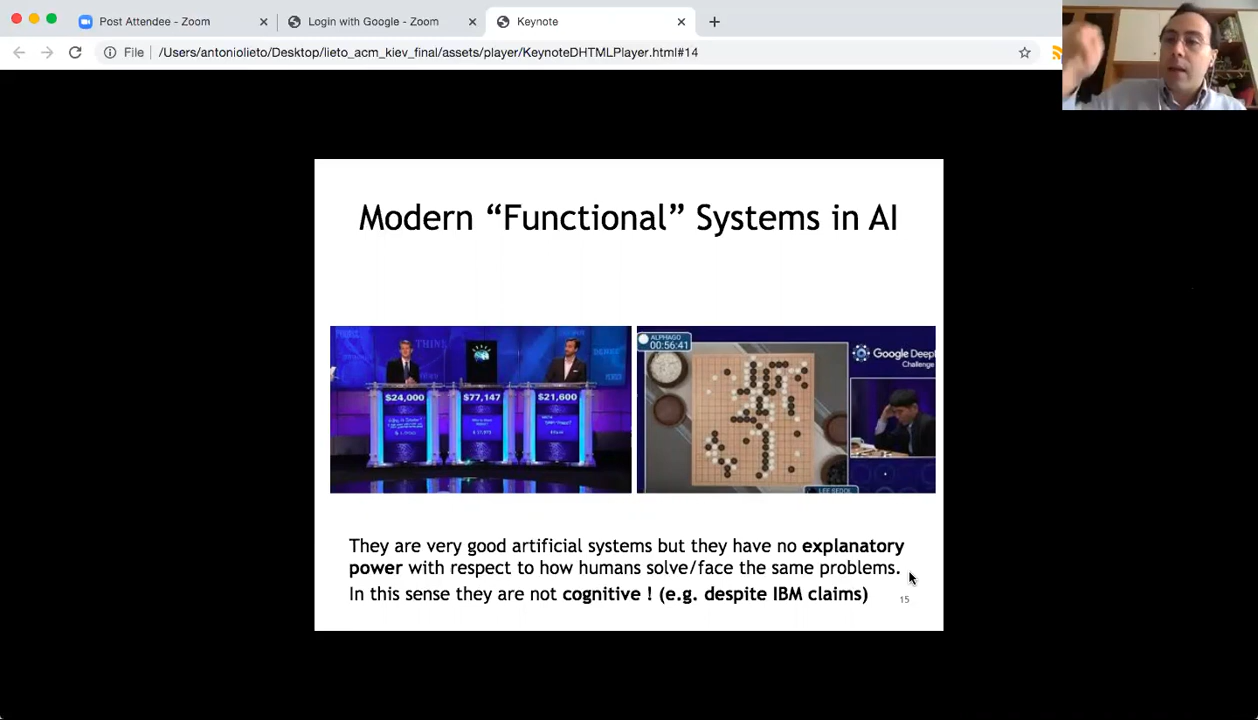 Post Attendee - Zoom
Login with Google - Zoom
Keynote
File
/Users/antoniolieto/Desktop/lieto_acm_kiev_final/assets/player/KeynoteDHTMLPlayer.html#14
Modern “Functional” Systems in AI
THINK
$24,000
$77,147
$21,600
ALPHAGO
00:56:41
Google Deep
Challenge
LEE SEDOL
They are very good artificial systems but they have no explanatory
power with respect to how humans solve/face the same problems.
In this sense they are not cognitive ! (e.g. despite IBM claims)
15